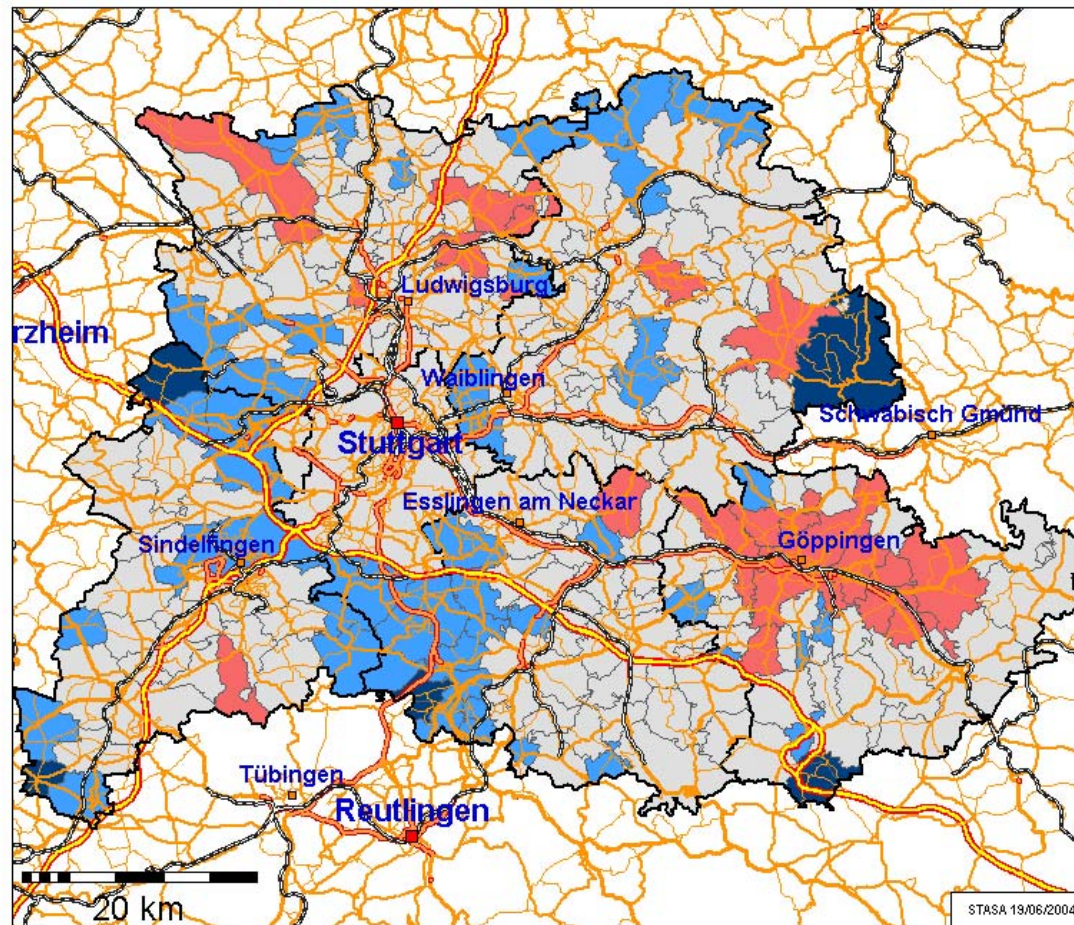 Ludwigsburg
rzheim
Waiblingen
Schwäbisch Gmünd
Stuttgart
Esslingen am Neckar
Sindelfingen
Göppingen
Tübingen
Reutlingen
20 km
STASA 19/06/2004